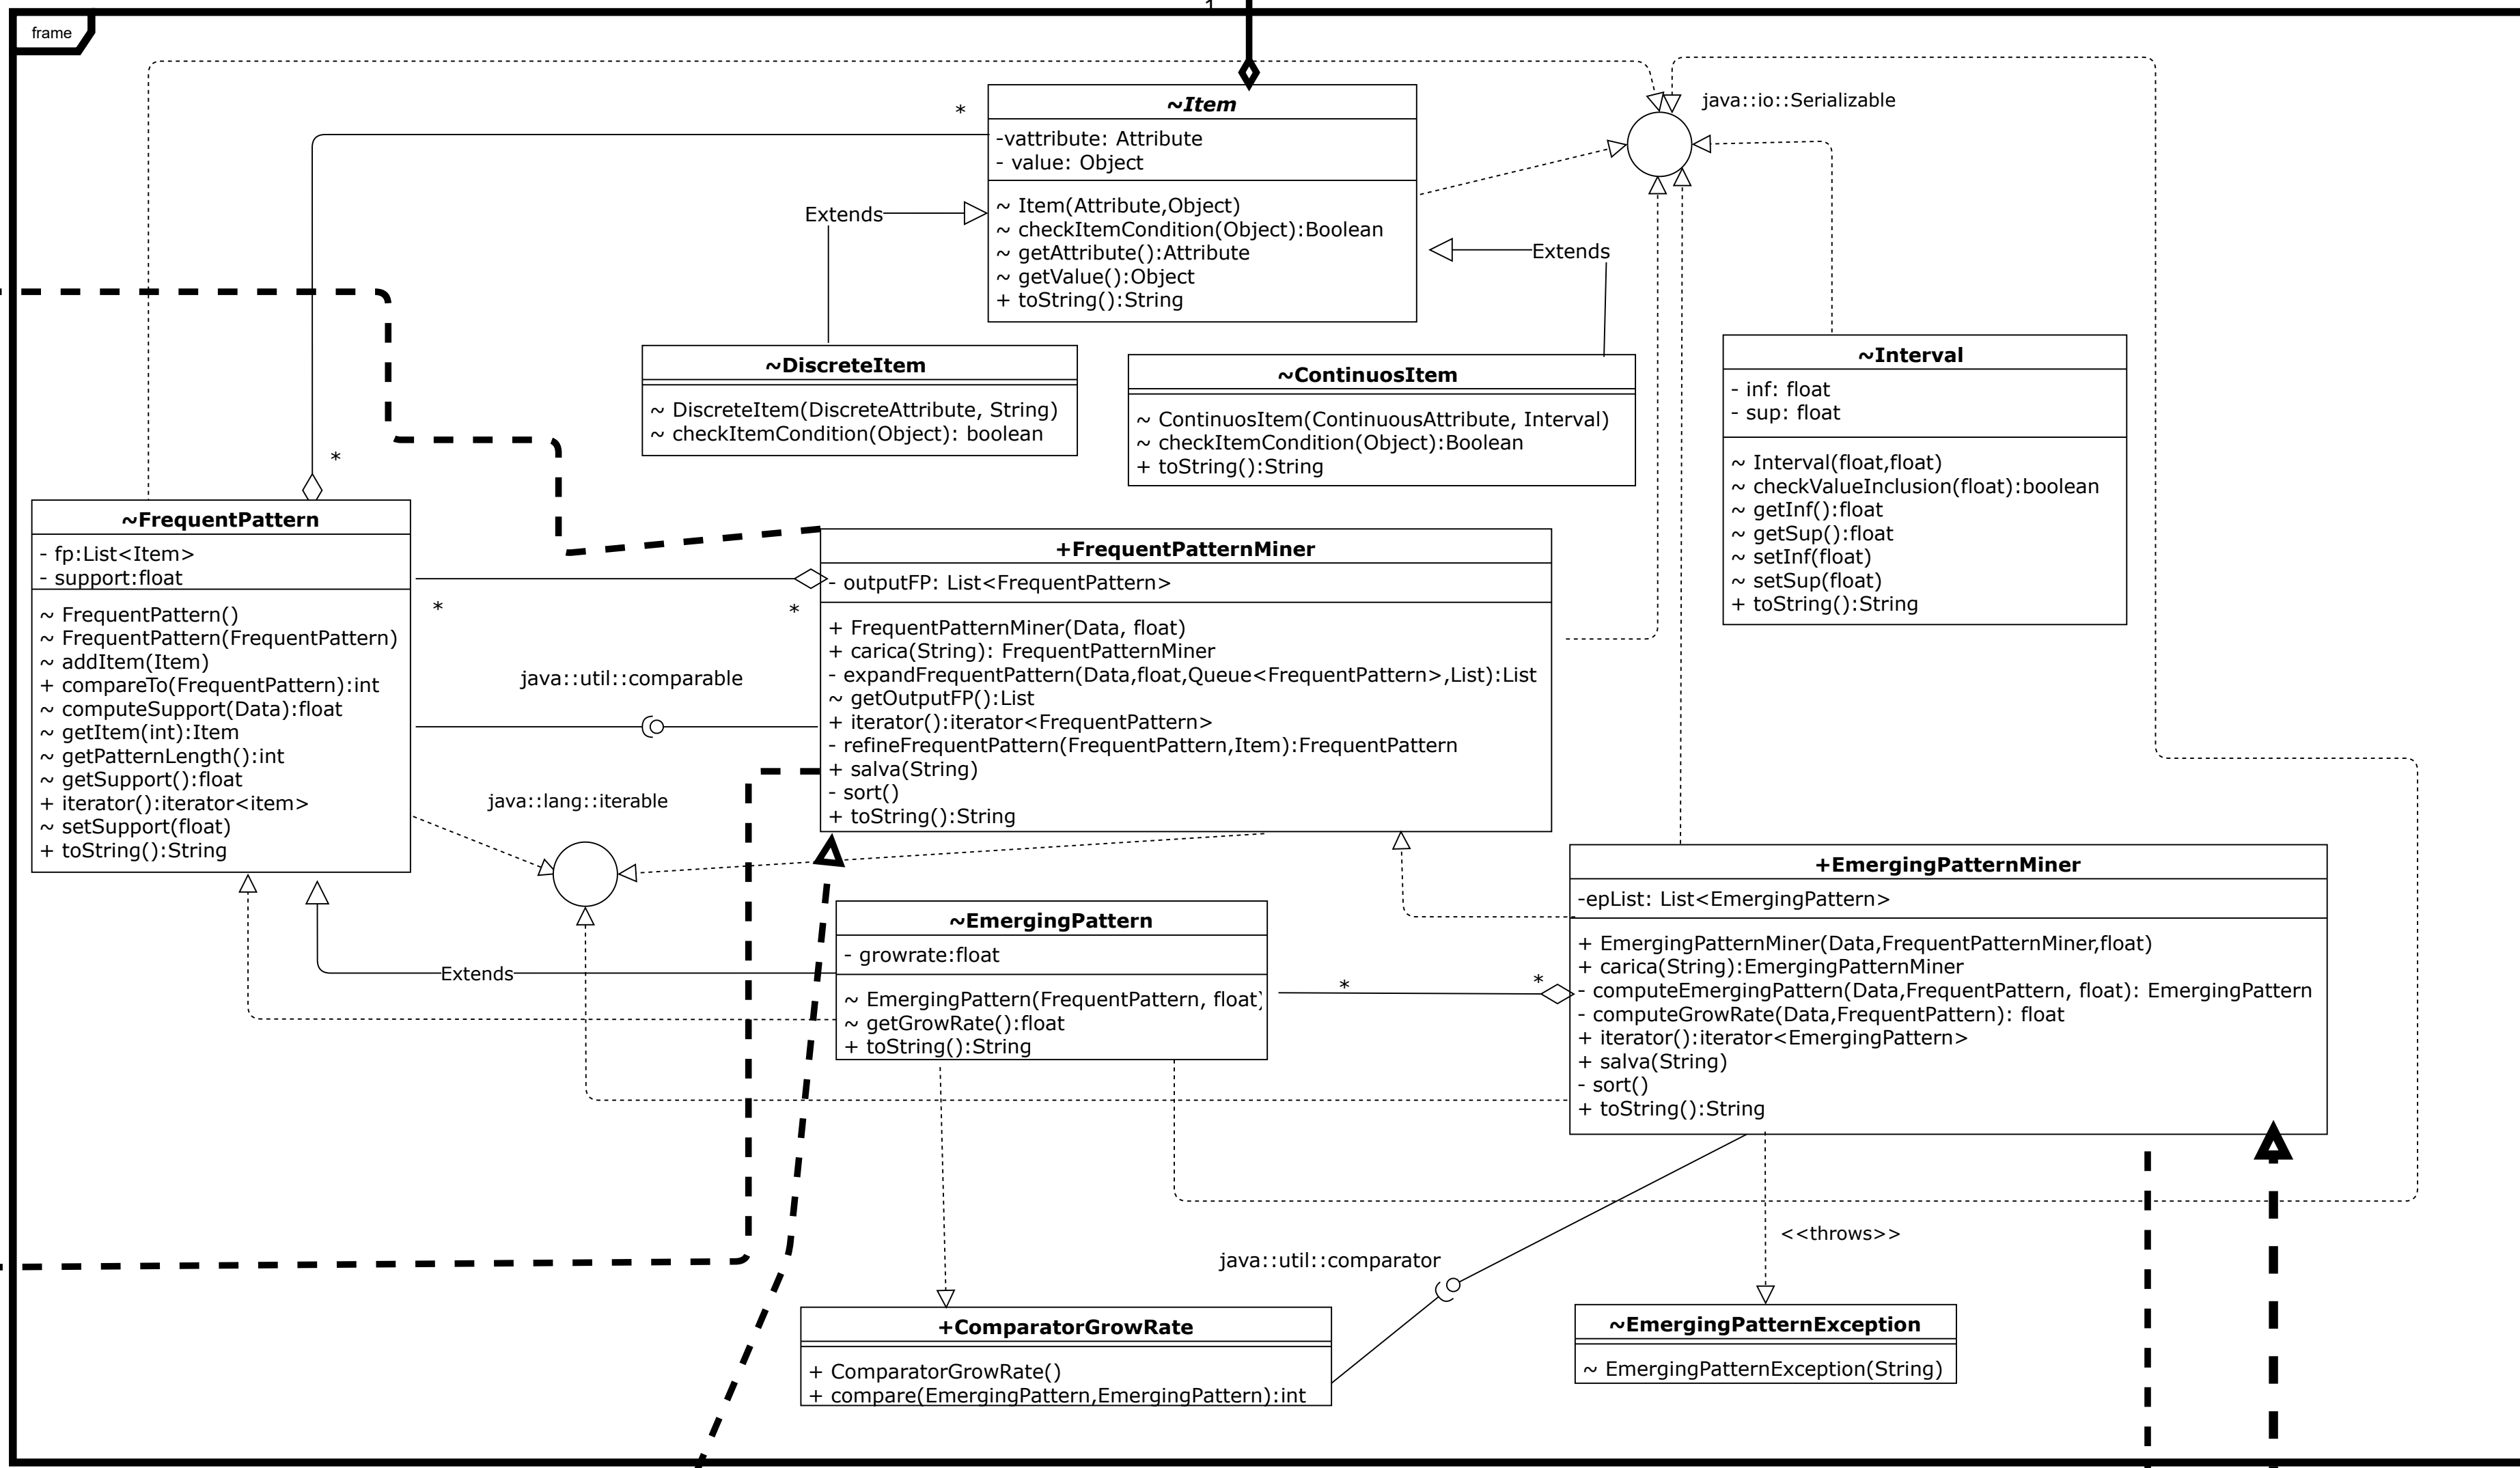 1
frame
java::io::Serializable
*
~Item
-vattribute: Attribute
- value: Object
~ Item(Attribute,Object)
~ checkItemCondition(Object):Boolean
~ getAttribute():Attribute
~ getValue():Object
+ toString():String
Extends
Extends
~DiscreteItem
~ DiscreteItem(DiscreteAttribute, String)
~ checkItemCondition(Object): boolean
~ContinuosItem
~ ContinuosItem(ContinuousAttribute, Interval)
~ checkItemCondition(Object):Boolean
+ toString():String
~Interval
- inf: float
- sup: float
~ Interval(float,float)
~ checkValueInclusion(float):boolean
~ getInf():float
~ getSup():float
~ setInf(float)
~ setSup(float)
+ toString():String
*
~FrequentPattern
- fp:List<Item>
- support:float
~ FrequentPattern()
~ FrequentPattern(FrequentPattern)
~ addItem(Item)
+ compareTo(FrequentPattern):int
~ computeSupport(Data):float
~ getItem(int):Item
~ getPatternLength():int
~ getSupport():float
+ iterator():iterator<item>
~ setSupport(float)
+ toString():String
*
*
java::util::comparable
java::lang::iterable
+FrequentPatternMiner
- outputFP: List<FrequentPattern>
+ FrequentPatternMiner(Data, float)
+ carica(String): FrequentPatternMiner
- expandFrequentPattern(Data,float,Queue<FrequentPattern>,List):List
~ getOutputFP():List
+ iterator():iterator<FrequentPattern>
- refineFrequentPattern(FrequentPattern,Item):FrequentPattern
+ salva(String)
- sort()
+ toString():String
Extends
~EmergingPattern
- growrate:float
~ EmergingPattern(FrequentPattern, float)
~ getGrowRate():float
+ toString():String
*
*
+EmergingPatternMiner
-epList: List<EmergingPattern>
+ EmergingPatternMiner(Data,FrequentPatternMiner,float)
+ carica(String):EmergingPatternMiner
- computeEmergingPattern(Data,FrequentPattern, float): EmergingPattern
- computeGrowRate(Data,FrequentPattern): float
+ iterator():iterator<EmergingPattern>
+ salva(String)
- sort()
+ toString():String
<<throws>>
java::util::comparator
+ComparatorGrowRate
+ ComparatorGrowRate()
+ compare(EmergingPattern,EmergingPattern):int
~EmergingPatternException
~ EmergingPatternException(String)